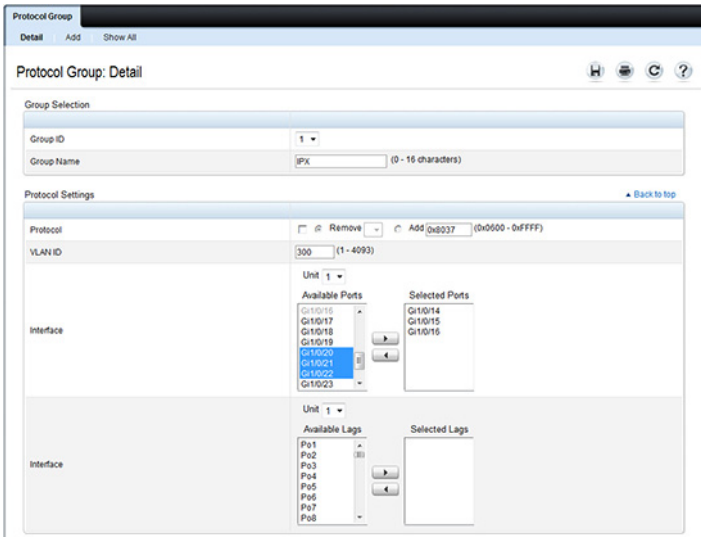 Protocol Group
Detail Add Show All
Protocol Group: Detail
Group Selection
Group ID 1
Group Name IPX (0 - 16 characters)
Protocol Settings Back to top
Protocol Remove Add 0x8037 (0x0600 - 0xFFFF)
VLAN ID 300 (1 - 4093)
Interface
Unit 1
Available Ports Selected Ports
Gi1/0/16 Gi1/0/14
Gi1/0/17 Gi1/0/15
Gi1/0/18 Gi1/0/16
Gi1/0/19
Gi1/0/20
Gi1/0/21
Gi1/0/22
Gi1/0/23
Interface
Unit 1
Available Lags Selected Lags
Po1
Po2
Po3
Po4
Po5
Po6
Po7
Po8